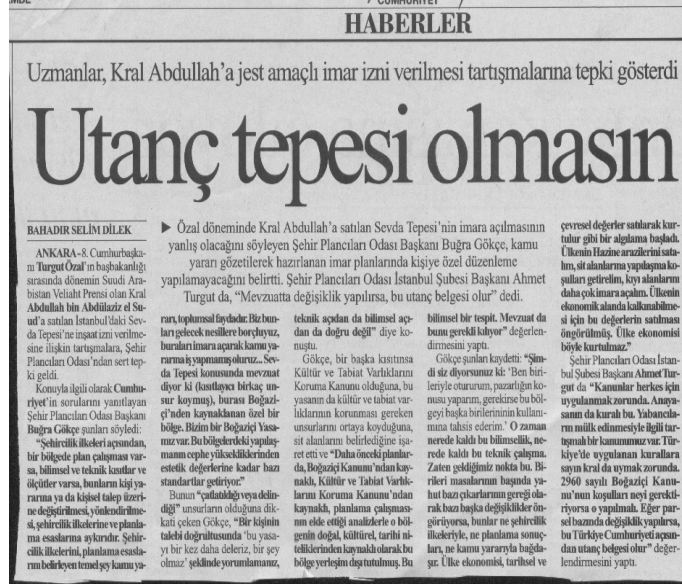 CUMHURİYET
HABERLER
Uzmanlar, Kral Abdullah'a jest amaçlı imar izni verilmesi tartışmalarına tepki gösterdi
Utanç tepesi olmasın
BAHADIR SELİM DİLEK
ANKARA - 8. Cumhurbaşka-
nı Turgut Özal'ın başbakanlığı
sırasında dönemin Suudi Ara-
bistan Veliaht Prensi olan Kral
Abdullah bin Abdülaziz el Su-
ud'a satılan İstanbul'daki Sev-
da Tepesi'ne inşaat izni verilme-
sine ilişkin tartışmalara, Şehir
Plancıları Odası'ndan sert tep-
ki geldi.
Konuyla ilgili olarak Cumhu-
riyet'in sorularını yanıtlayan
Şehir Plancıları Odası Başkanı
Buğra Gökçe şunları söyledi:
"Şehircilik ilkeleri açısından,
bir bölgede plan çalışması var-
sa, bilimsel ve teknik kısıtlar ve
ölçütler varsa, bunların kişi ya-
rarına ya da kişisel talep üzeri-
ne değiştirilmesi, yönlendirilme-
si, şehircilik ilkelerine ve planla-
ma esaslarına aykırıdır. Şehir-
cilik ilkelerini, planlama esasla-
rını belirleyen temel şey kamu ya-
▶ Özal döneminde Kral Abdullah'a satılan Sevda Tepesi'nin imara açılmasının
yanlış olacağını söyleyen Şehir Plancıları Odası Başkanı Buğra Gökçe, kamu
yararı gözetilerek hazırlanan imar planlarında kişiye özel düzenleme
yapılamayacağını belirtti. Şehir Plancıları Odası İstanbul Şubesi Başkanı Ahmet
Turgut da, "Mevzuatta değişiklik yapılırsa, bu utanç belgesi olur" dedi.
rarı, toplumsal faydadır. Biz bun-
ları gelecek nesillere borçluyuz,
buraları imara açarak kamu ya-
rarına iş yapmamış oluruz... Sev-
da Tepesi konusunda mevzuat
diyor ki (kısıtlayıcı birkaç un-
sur koymuş), burası Boğazi-
çi'nden kaynaklanan özel bir
bölge. Bizim bir Boğaziçi Yasa-
mız var. Bu bölgelerdeki yapılaş-
manın cephe yüksekliklerinden
estetik değerlerine kadar bazı
standartlar getiriyor."
Bunun "çatlatıldığı veya delin-
diği" unsurların olduğuna dik-
kati çeken Gökçe, "Bir kişinin
talebi doğrultusunda 'bu yasa-
yı bir kez daha deleriz, bir şey
olmaz' şeklinde yorumlamanız,
teknik açıdan da bilimsel açı-
dan da doğru değil" diye ko-
nuştu.
Gökçe, bir başka kısıtınsa
Kültür ve Tabiat Varlıklarını
Koruma Kanunu olduğuna, bu
yasanın da kültür ve tabiat var-
lıklarının korunması gereken
unsurlarını ortaya koyduğuna,
sit alanlarını belirlediğine işa-
ret etti ve "Daha önceki planlar-
da, Boğaziçi Kanunu'ndan kay-
naklı, Kültür ve Tabiat Varlıkla-
rını Koruma Kanunu'ndan
kaynaklı, planlama çalışması-
nın elde ettiği analizlerle o böl-
genin doğal, kültürel, tarihi ni-
teliklerinden kaynaklı olarak bu
bölge yerleşim dışı tutulmuş. Bu
bilimsel bir tespit. Mevzuat da
bunu gerekli kılıyor" değerlen-
dirmesini yaptı.
Gökçe şunları kaydetti: "Şim-
di siz diyorsunuz ki: 'Ben biri-
leriyle otururum, pazarlığın ko-
nusu yaparım, gerekirse bu böl-
geyi başka birilerinin kullanı-
mına tahsis ederim.' O zaman
nerede kaldı bu bilimsellik, ne-
rede kaldı bu teknik çalışma.
Zaten geldiğimiz nokta bu. Bi-
rileri masalarının başında ya-
hut bazı çıkarlarının gereği ola-
rak bazı başka değişiklikler ön-
görüyorsa, bunlar ne şehircilik
ilkeleriyle, ne planlama sonuç-
ları, ne kamu yararıyla bağda-
şır. Ülke ekonomisi, tarihsel ve
çevresel değerler satılarak kur-
tulur gibi bir algılama başladı.
Ülkenin Hazine arazilerini sata-
lım, sit alanlarına yapılaşma ko-
şulları getirelim, kıyı alanlarını
daha çok imara açalım. Ülkenin
ekonomik alanda kalkınabilme-
si için bu değerlerin satılması
öngörülmüş. Ülke ekonomisi
böyle kurtulmaz."
Şehir Plancıları Odası İstan-
bul Şubesi Başkanı Ahmet Tur-
gut da "Kanunlar herkes için
uygulanmak zorunda. Anaya-
sanın da kuralı bu. Yabancıla-
rın mülk edinmesiyle ilgili tar-
tışmalı bir kanunumuz var. Tür-
kiye'de uygulanan kurallara
sayın kral da uymak zorunda.
2960 sayılı Boğaziçi Kanu-
nu'nun koşulları neyi gerekti-
riyorsa o yapılmalı. Eğer par-
sel bazında değişiklik yapılırsa,
bu Türkiye Cumhuriyeti açısın-
dan utanç belgesi olur" değer-
lendirmesini yaptı.